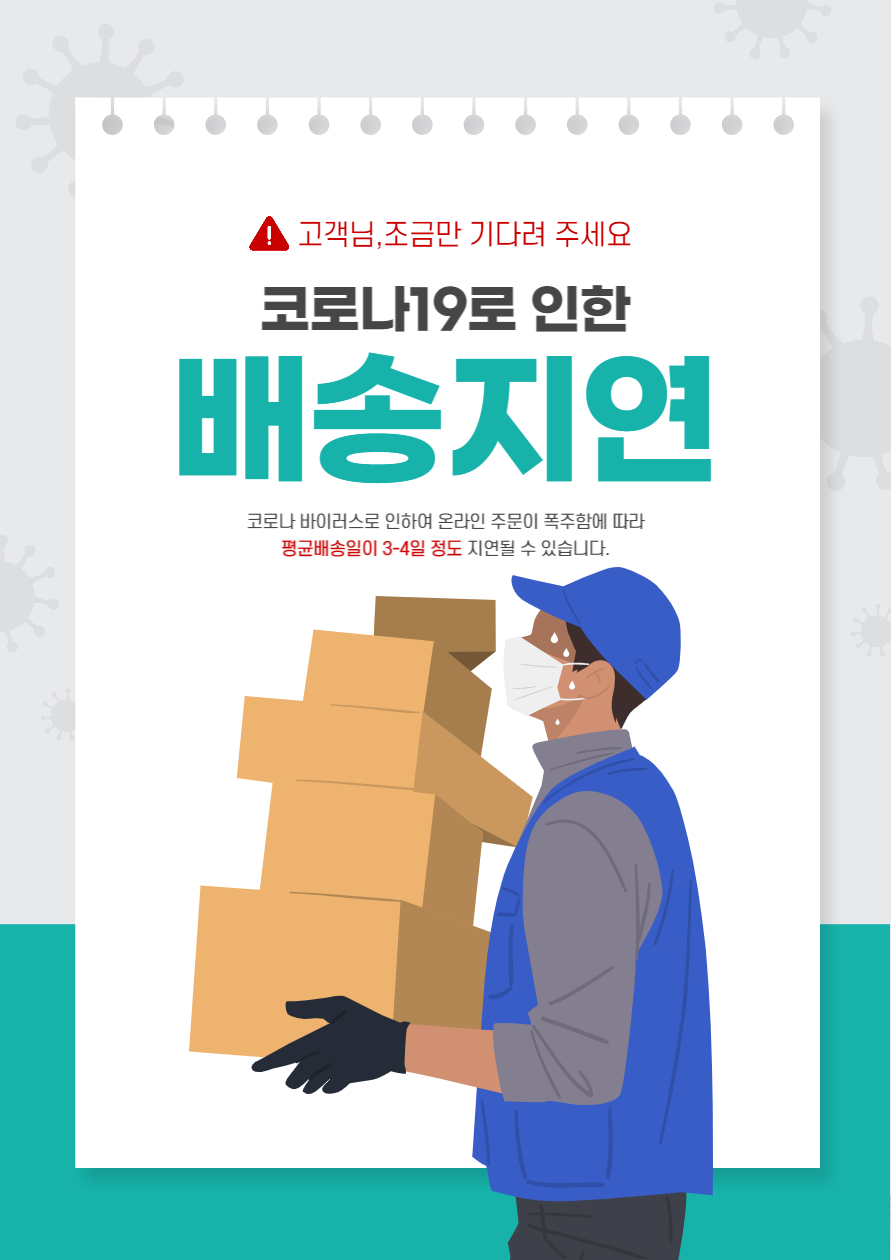 고객님,조금만 기다려 주세요
코로나19로 인한
배송지연
코로나 바이러스로 인하여 온라인 주문이 폭주함에 따라
평균배송일이 3-4일 정도 지연될 수 있습니다.